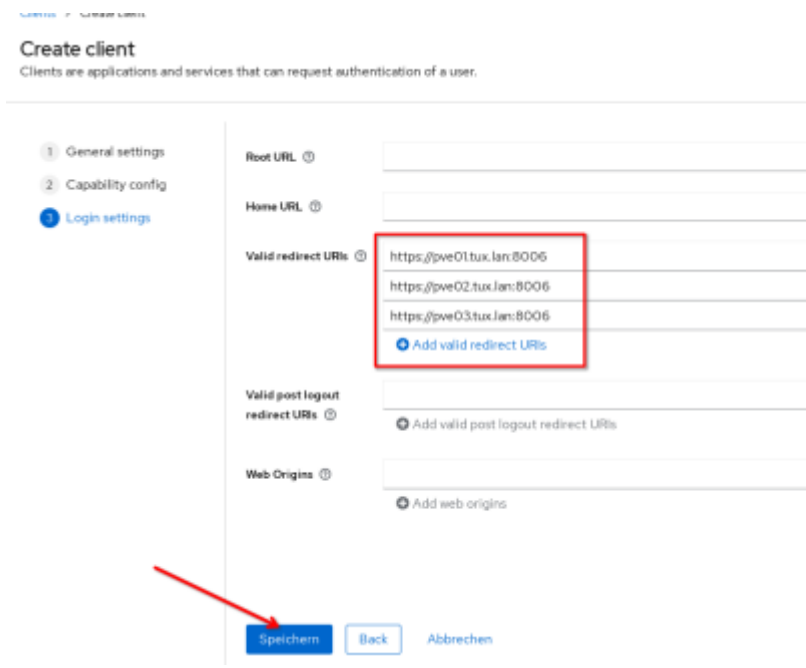 Clients > Create client
Create client
Clients are applications and services that can request authentication of a user.
1 General settings
2 Capability config
3 Login settings
Root URL
Home URL
Valid redirect URIs
https://pve01.tux.lan:8006
https://pve02.tux.lan:8006
https://pve03.tux.lan:8006
Add valid redirect URIs
Valid post logout
redirect URIs
Add valid post logout redirect URIs
Web Origins
Add web origins
Speichern Back Abbrechen